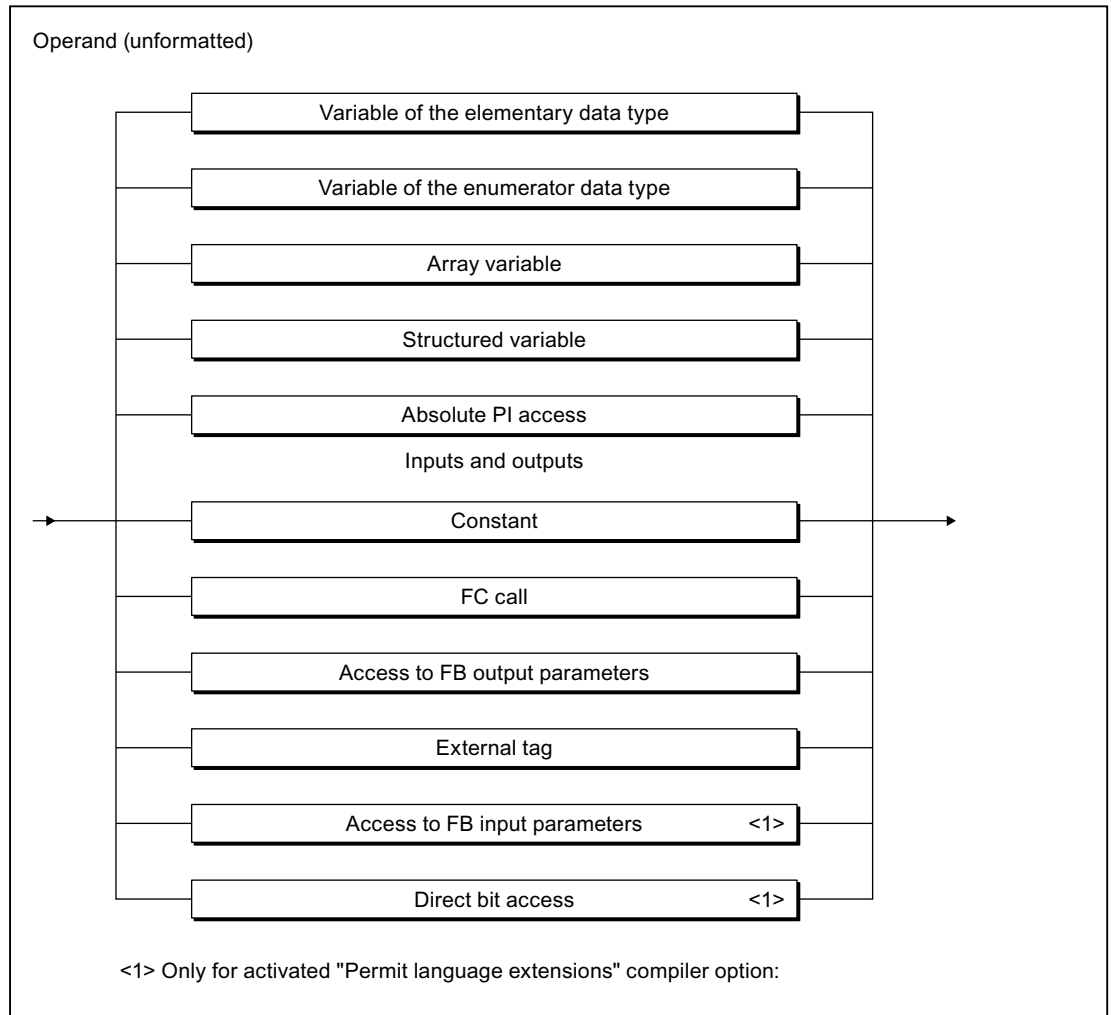 Operand (unformatted)
Variable of the elementary data type
Variable of the enumerator data type
Array variable
Structured variable
Absolute PI access
Inputs and outputs
Constant
FC call
Access to FB output parameters
External tag
Access to FB input parameters <1>
Direct bit access <1>
<1> Only for activated "Permit language extensions" compiler option: